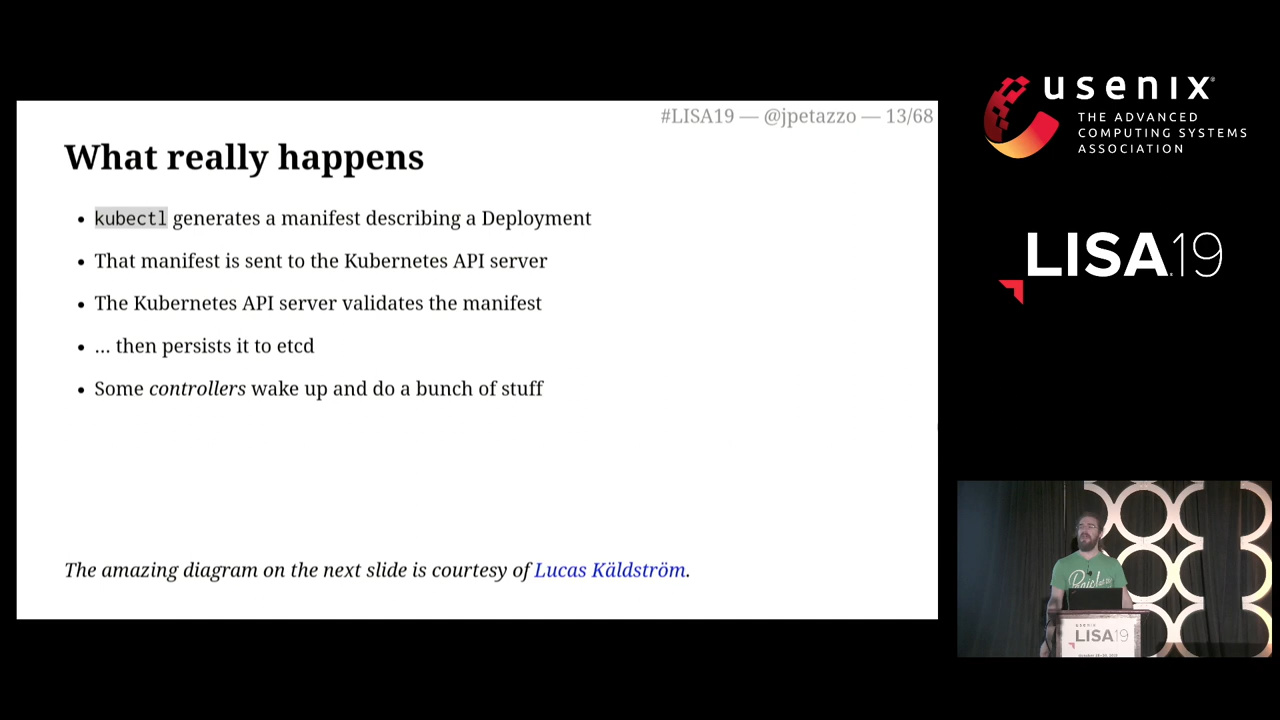 #LISA19 — @jpetazzo — 13/68
What really happens
• kubectl generates a manifest describing a Deployment
• That manifest is sent to the Kubernetes API server
• The Kubernetes API server validates the manifest
• ... then persists it to etcd
• Some controllers wake up and do a bunch of stuff
The amazing diagram on the next slide is courtesy of Lucas Käldström.
usenix
THE ADVANCED
COMPUTING SYSTEMS
ASSOCIATION
LISA19
usenix
LISA19